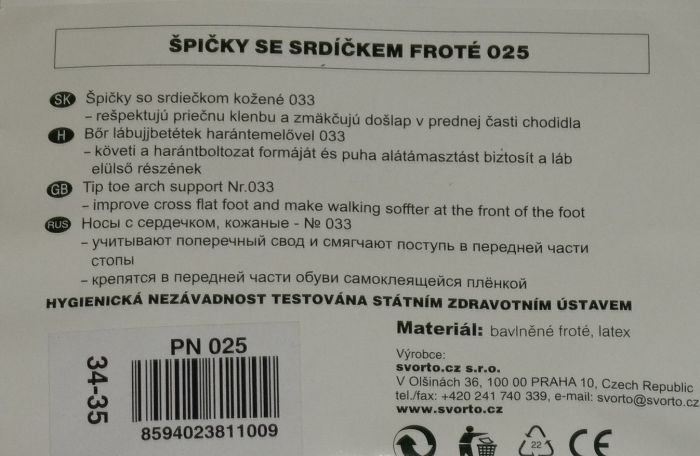 ŠPIČKY SE SRDÍČKEM FROTÉ 025
SK Špičky so srdiečkom kožené 033
– rešpektujú priečnu klenbu a zmäkčujú došlap v prednej časti chodidla
H Bőr lábujjbetétek harántemelővel 033
– követi a harántboltozat formáját és puha alátámasztást biztosít a láb
elülső részének
GB Tip toe arch support Nr.033
– improve cross flat foot and make walking soffter at the front of the foot
RUS Носы с сердечком, кожаные - № 033
– учитывают поперечный свод и смягчают поступь в передней части
стопы
– крепятся в передней части обуви самоклеящейся плёнкой
HYGIENICKÁ NEZÁVADNOST TESTOVÁNA STÁTNÍM ZDRAVOTNÍM ÚSTAVEM
34-35
PN 025
8594023811009
Materiál: bavlněné froté, latex
Výrobce:
svorto.cz s.r.o.
V Olšinách 36, 100 00 PRAHA 10, Czech Republic
tel./fax: +420 241 740 339, e-mail: svorto@svorto.cz
www.svorto.cz
22
CE